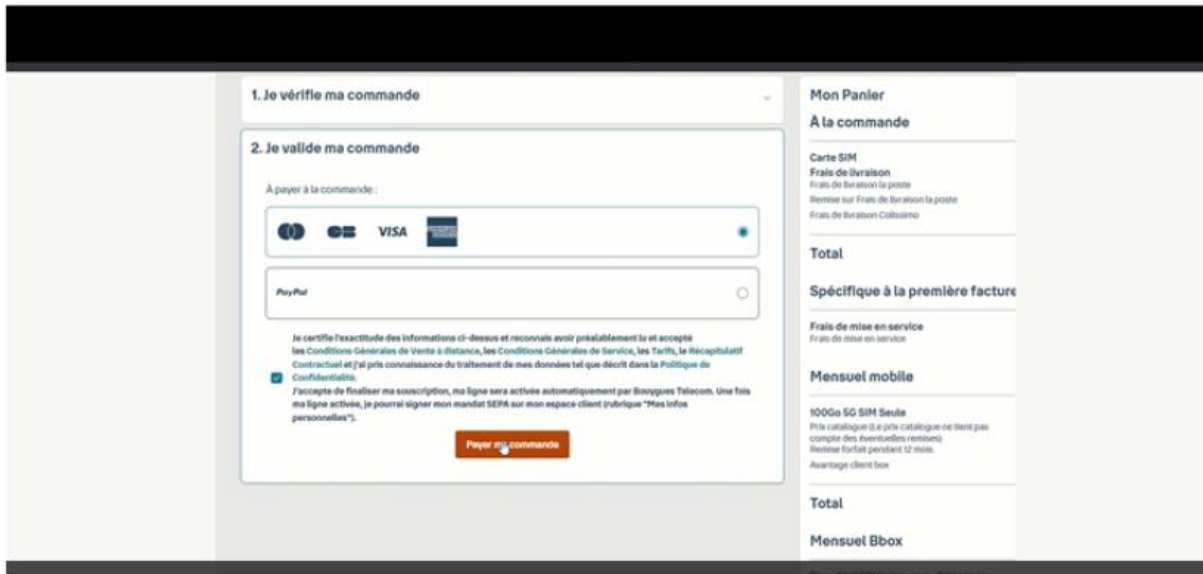 1. Je vérifie ma commande
2. Je valide ma commande
À payer à la commande :
VISA
PayPal
Je certifie l'exactitude des informations ci-dessus et reconnais avoir préalablement lu et accepté
les Conditions Générales de Vente à distance, les Conditions Générales de Service, les Tarifs, le Récapitulatif
Contractuel et j'ai pris connaissance du traitement de mes données tel que décrit dans la Politique de
Confidentialité.
J'accepte de finaliser ma souscription, ma ligne sera activée automatiquement par Bouygues Telecom. Une fois
ma ligne activée, je pourrai signer mon mandat SEPA sur mon espace client (rubrique "Mes infos
personnelles").
Payer ma commande
Mon Panier
À la commande
Carte SIM
Frais de livraison
Frais de livraison la poste
Remise sur Frais de livraison la poste
Frais de livraison Colissimo
Total
Spécifique à la première facture
Frais de mise en service
Frais de mise en service
Mensuel mobile
100Go 5G SIM Seule
Prix catalogue (Le prix catalogue ne tient pas
compte des éventuelles remises)
Remise forfait pendant 12 mois
Avantage client box
Total
Mensuel Bbox